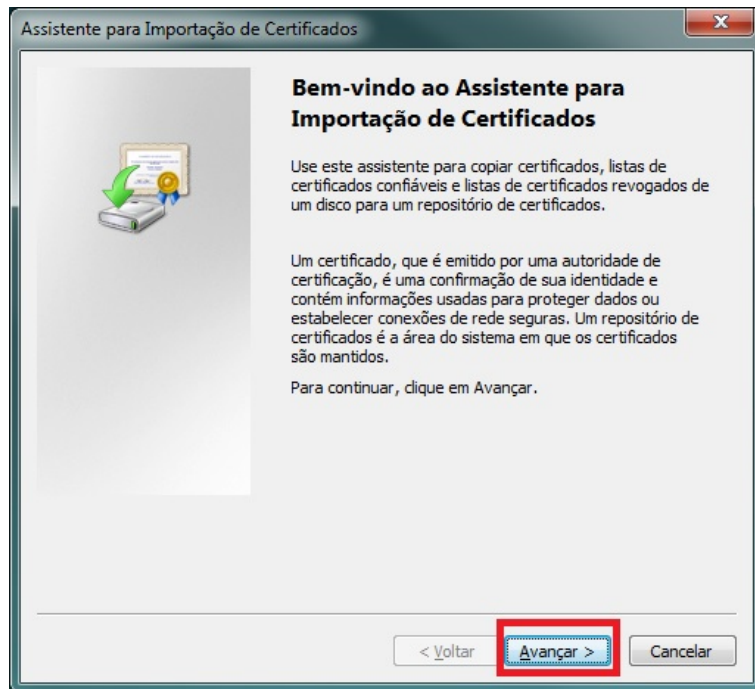 Assistente para Importação de Certificados
Bem-vindo ao Assistente para
Importação de Certificados
Use este assistente para copiar certificados, listas de
certificados confiáveis e listas de certificados revogados de
um disco para um repositório de certificados.
Um certificado, que é emitido por uma autoridade de
certificação, é uma confirmação de sua identidade e
contém informações usadas para proteger dados ou
estabelecer conexões de rede seguras. Um repositório de
certificados é a área do sistema em que os certificados
são mantidos.
Para continuar, clique em Avançar.
< Voltar Avançar > Cancelar